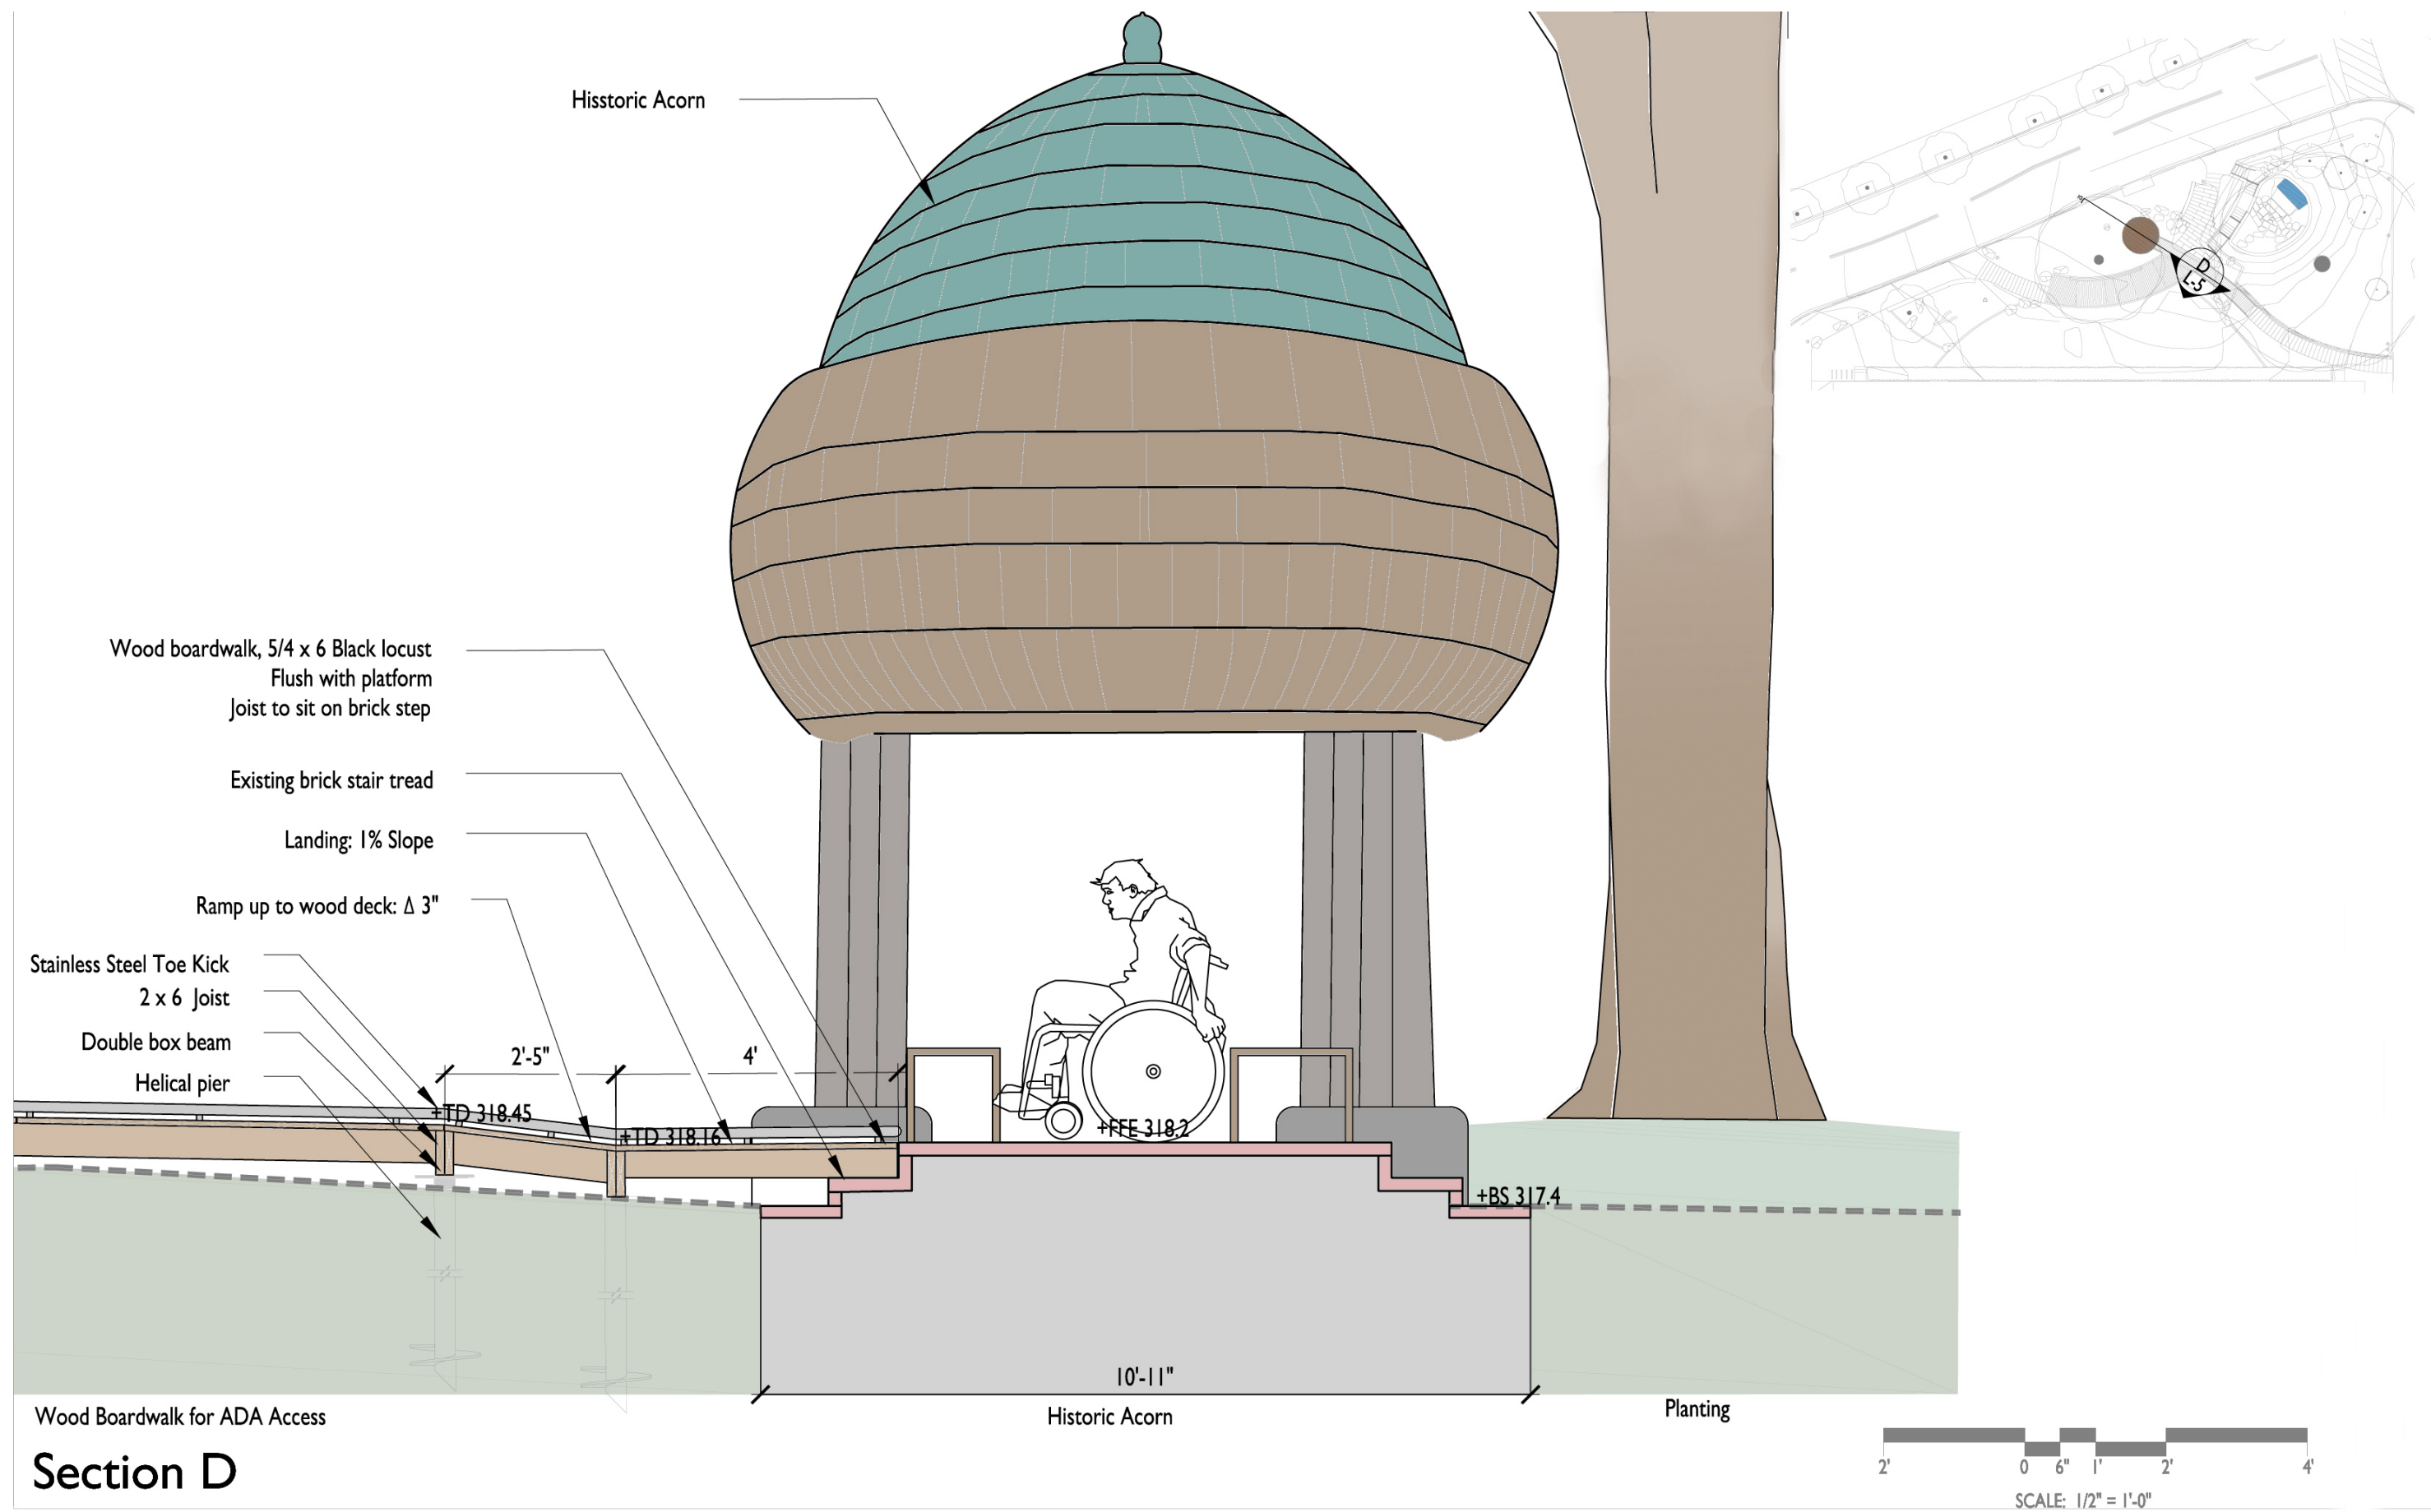 Hisstoric Acorn
D
L-5
Wood boardwalk, 5/4 x 6 Black locust
Flush with platform
Joist to sit on brick step
Existing brick stair tread
Landing: 1% Slope
Ramp up to wood deck: Δ 3"
Stainless Steel Toe Kick
2 x 6 Joist
Double box beam
Helical pier
2'-5"
4'
+TD 318.45
+TD 318.16
+FFE 318.2
+BS 317.4
10'-11"
Wood Boardwalk for ADA Access
Historic Acorn
Planting
Section D
2'
0
6"
1'
2'
4'
SCALE: 1/2" = 1'-0"